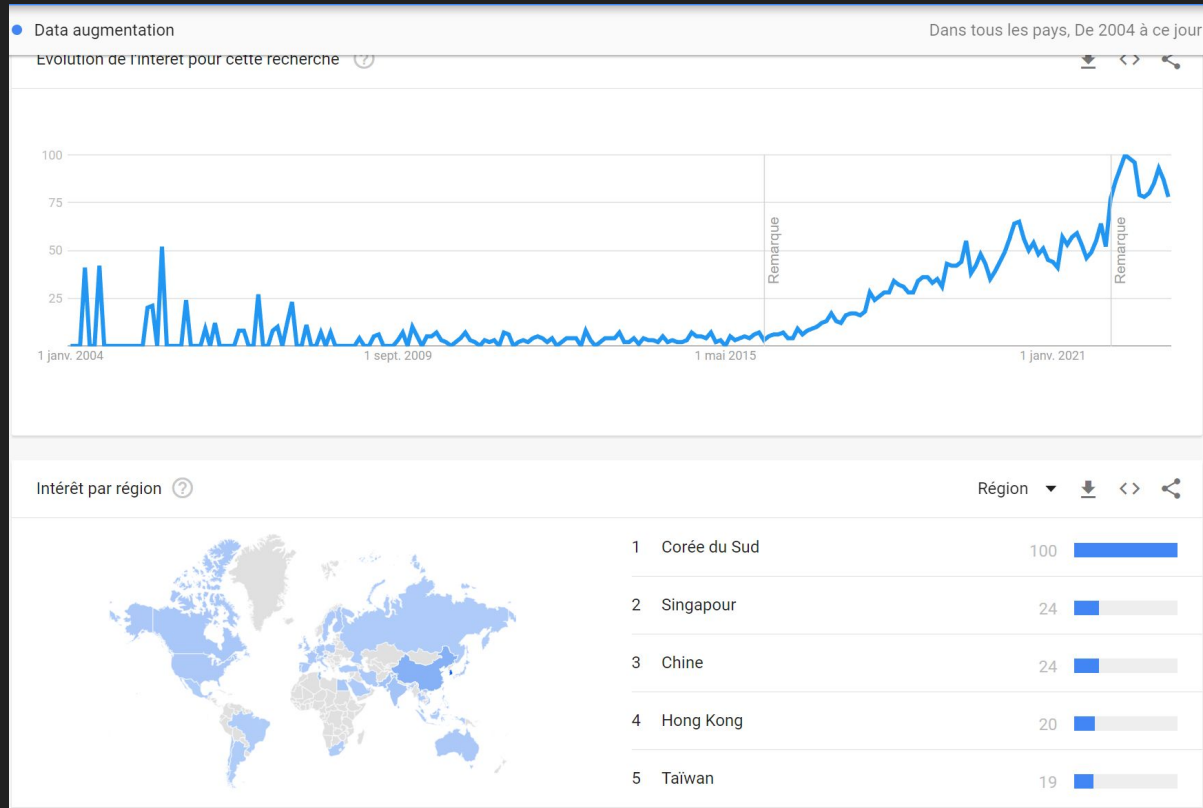 Data augmentation
Dans tous les pays, De 2004 à ce jour
Évolution de l'intérêt pour cette recherche
100
75
50
25
Remarque
Remarque
1 janv. 2004
1 sept. 2009
1 mai 2015
1 janv. 2021
Intérêt par région
Région
1 Corée du Sud 100
2 Singapour 24
3 Chine 24
4 Hong Kong 20
5 Taïwan 19